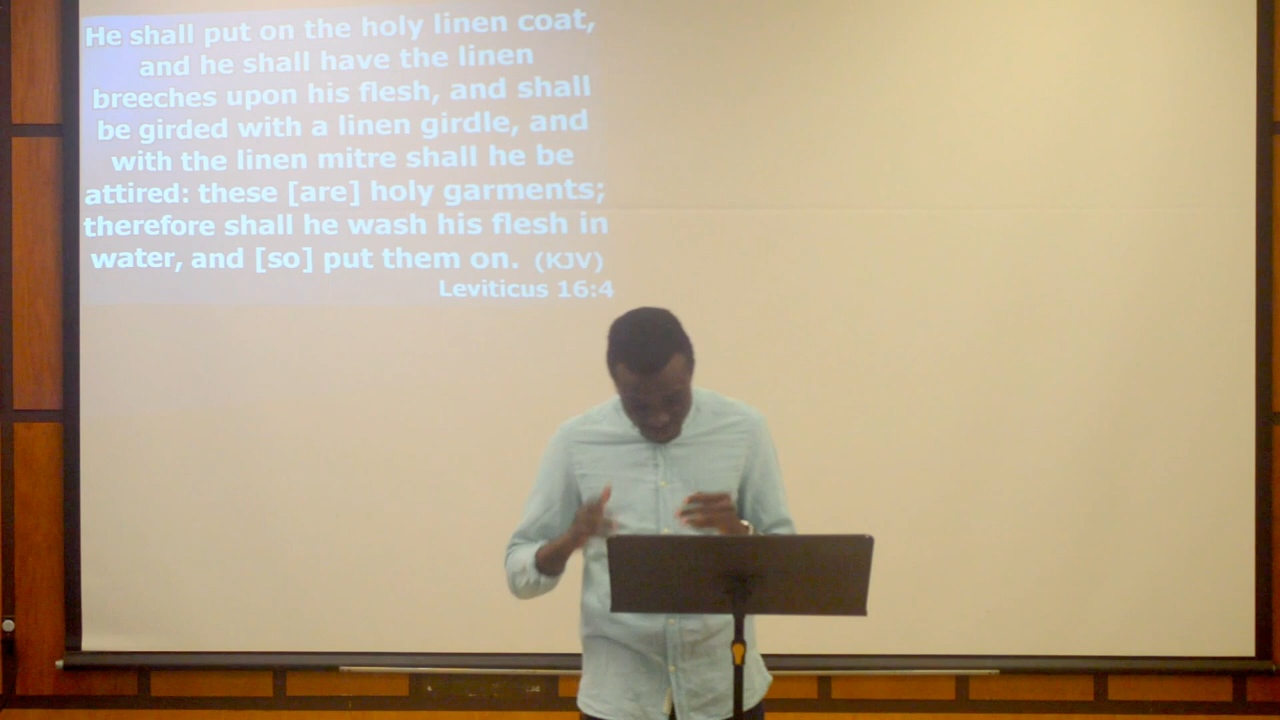 He shall put on the holy linen coat,
and he shall have the linen
breeches upon his flesh, and shall
be girded with a linen girdle, and
with the linen mitre shall he be
attired: these [are] holy garments;
therefore shall he wash his flesh in
water, and [so] put them on. (KJV)
Leviticus 16:4